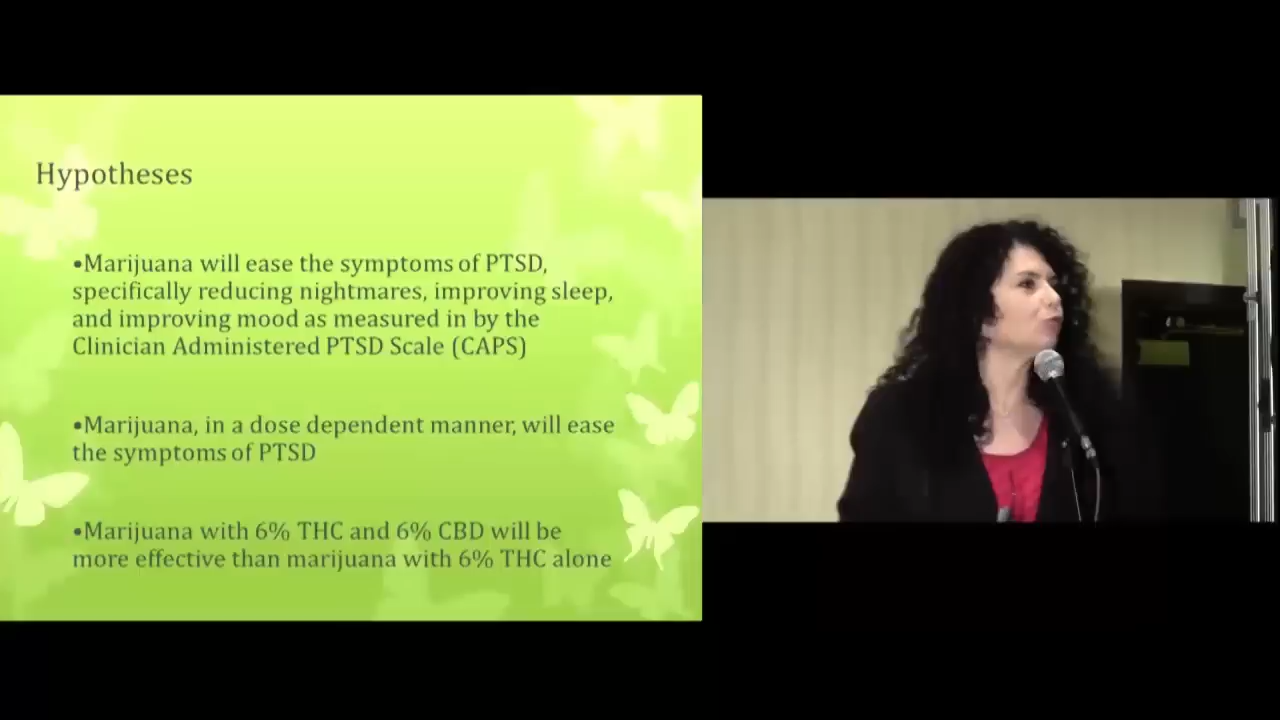 Hypotheses
•Marijuana will ease the symptoms of PTSD,
specifically reducing nightmares, improving sleep,
and improving mood as measured in by the
Clinician Administered PTSD Scale (CAPS)
•Marijuana, in a dose dependent manner, will ease
the symptoms of PTSD
•Marijuana with 6% THC and 6% CBD will be
more effective than marijuana with 6% THC alone